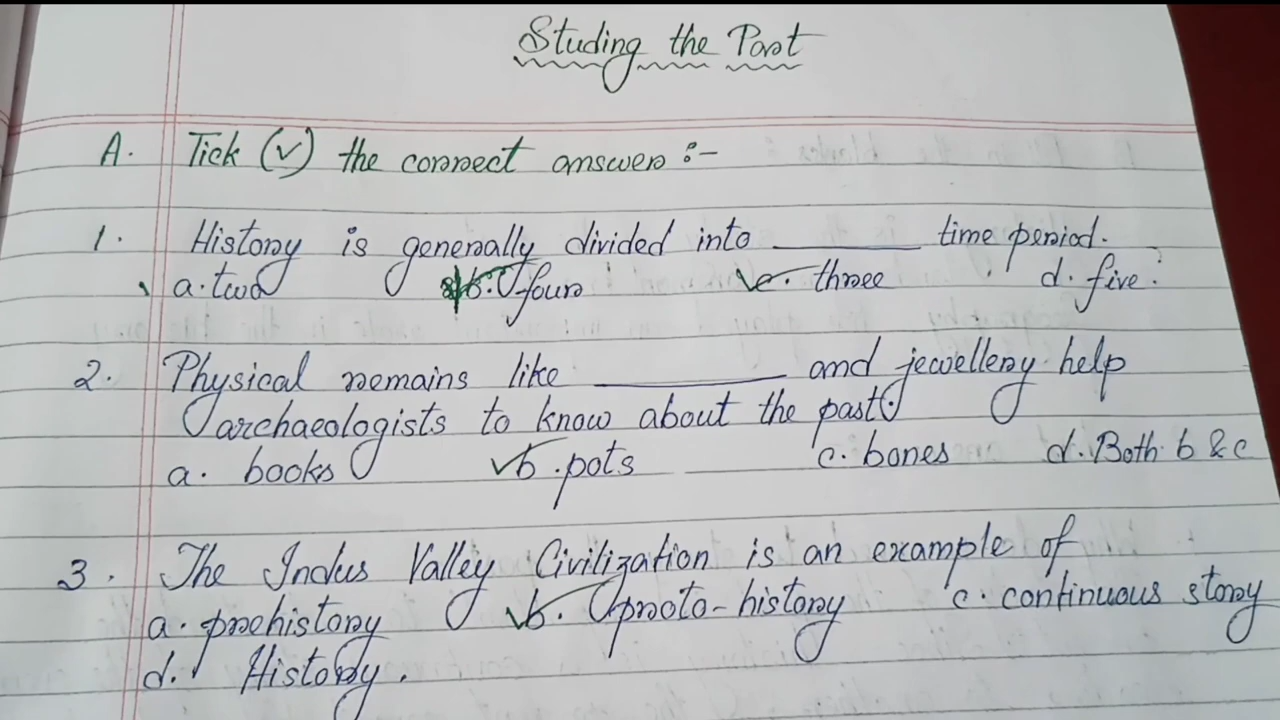 Studing the Past
A. Tick (✓) the correct answer :-
1. History is generally divided into ______ time period.
a. two b. four ✓c. three d. five.
2. Physical remains like ______ and jewellery help
archaeologists to know about the past.
a. books ✓b. pots c. bones d. Both b & c
3. The Indus Valley Civilization is an example of
a. prehistory ✓b. proto-history c. continuous story
d. History.